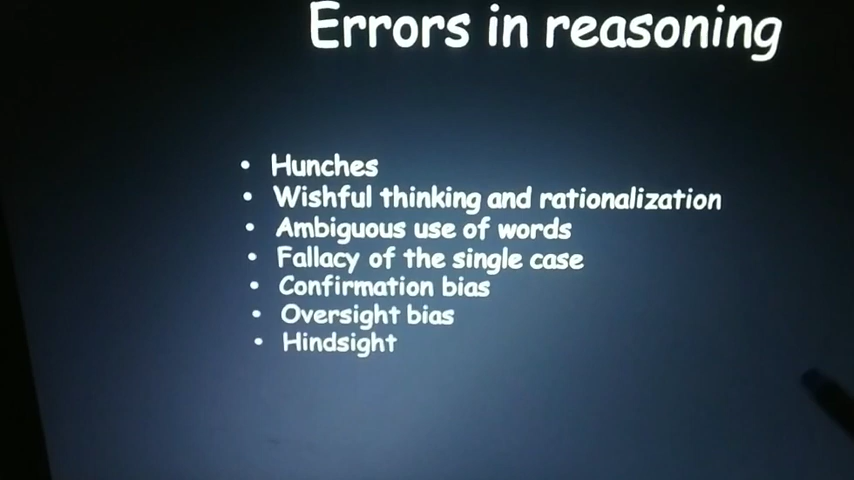 Errors in reasoning
• Hunches
• Wishful thinking and rationalization
• Ambiguous use of words
• Fallacy of the single case
• Confirmation bias
• Oversight bias
• Hindsight